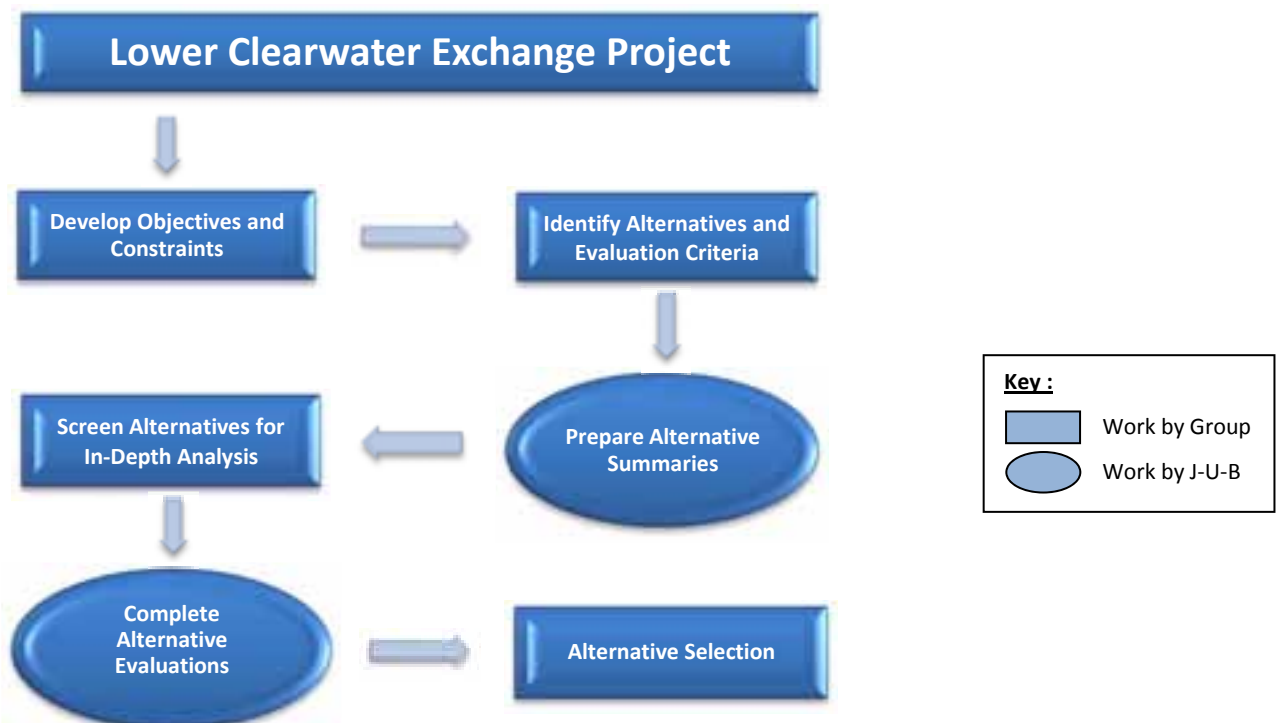 Lower Clearwater Exchange Project
Develop Objectives and
Constraints
Identify Alternatives and
Evaluation Criteria
Prepare Alternative
Summaries
Screen Alternatives for
In-Depth Analysis
Complete
Alternative
Evaluations
Alternative Selection
Key :
Work by Group
Work by J-U-B